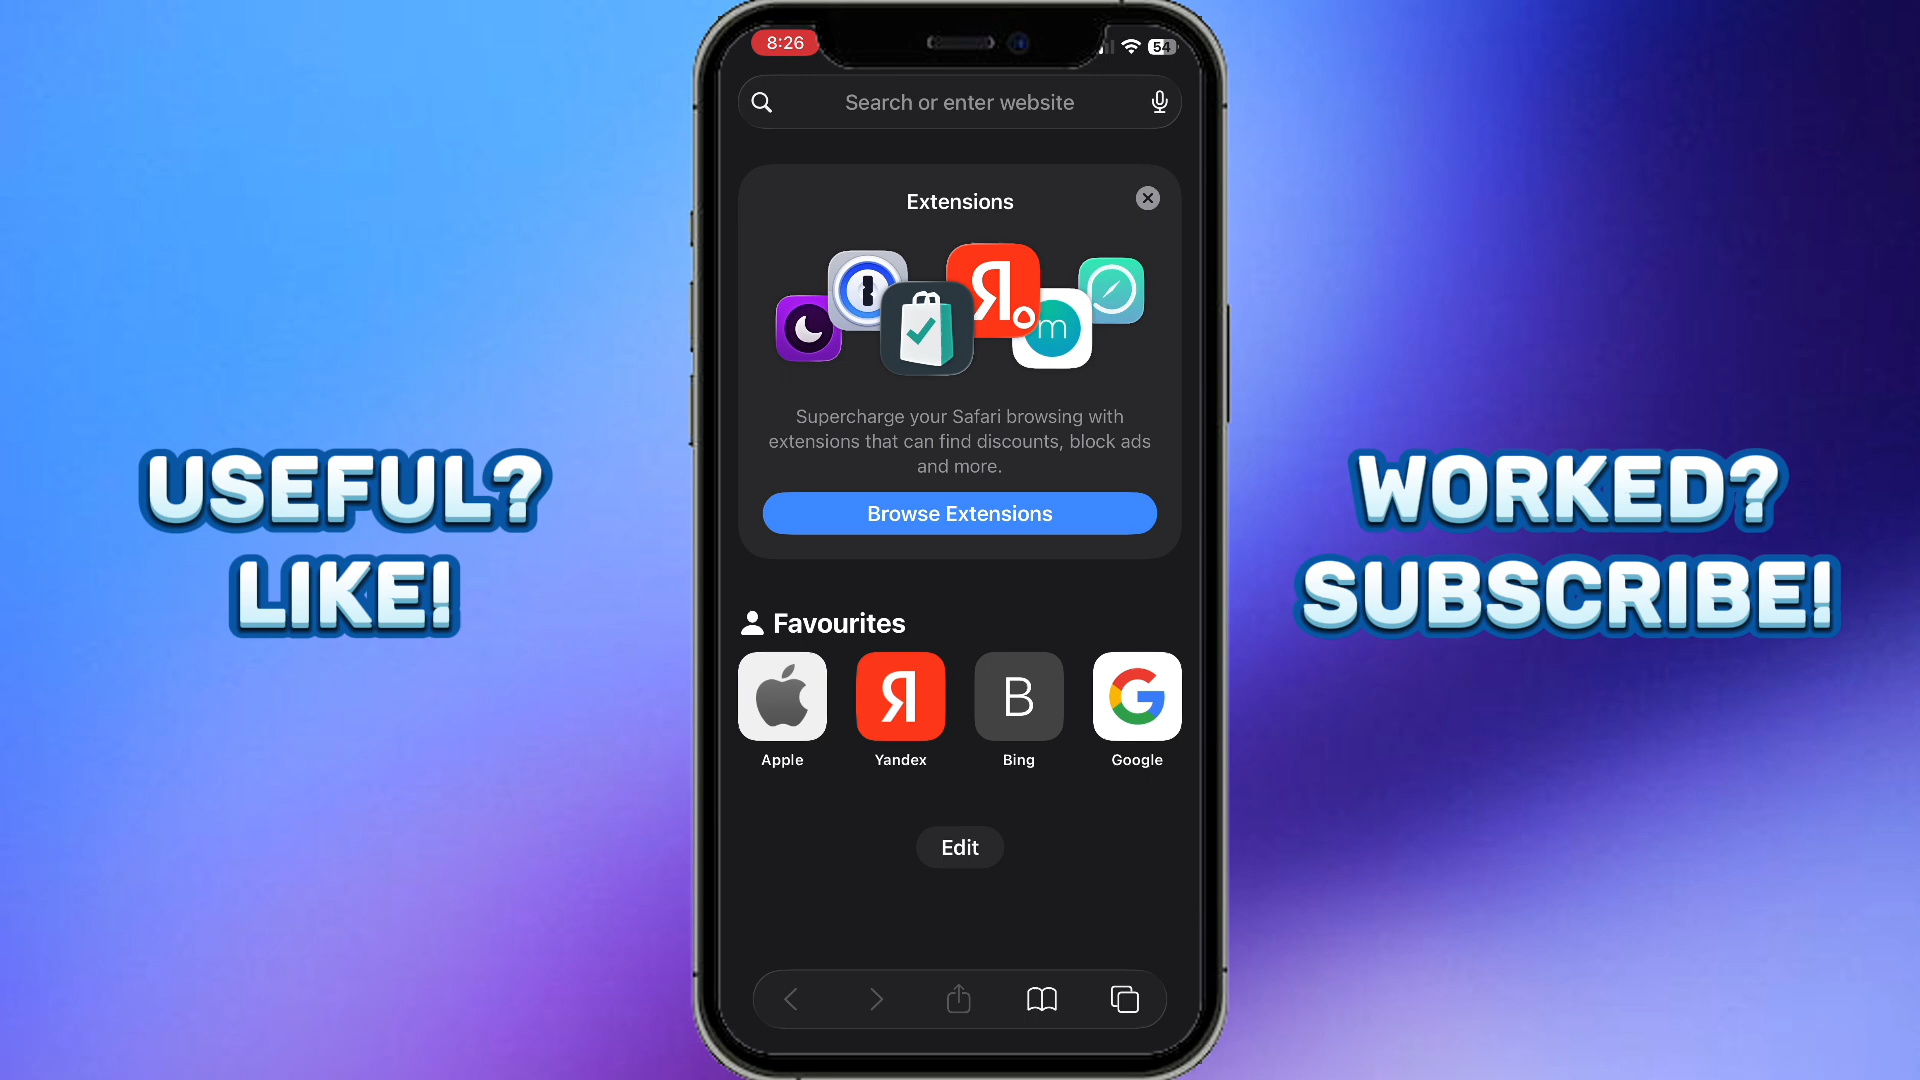 8:26
54
Search or enter website
Extensions
Я
m
Supercharge your Safari browsing with
extensions that can find discounts, block ads
and more.
Browse Extensions
USEFUL?
LIKE!
WORKED?
SUBSCRIBE!
Favourites
Я
B
G
Apple
Yandex
Bing
Google
Edit